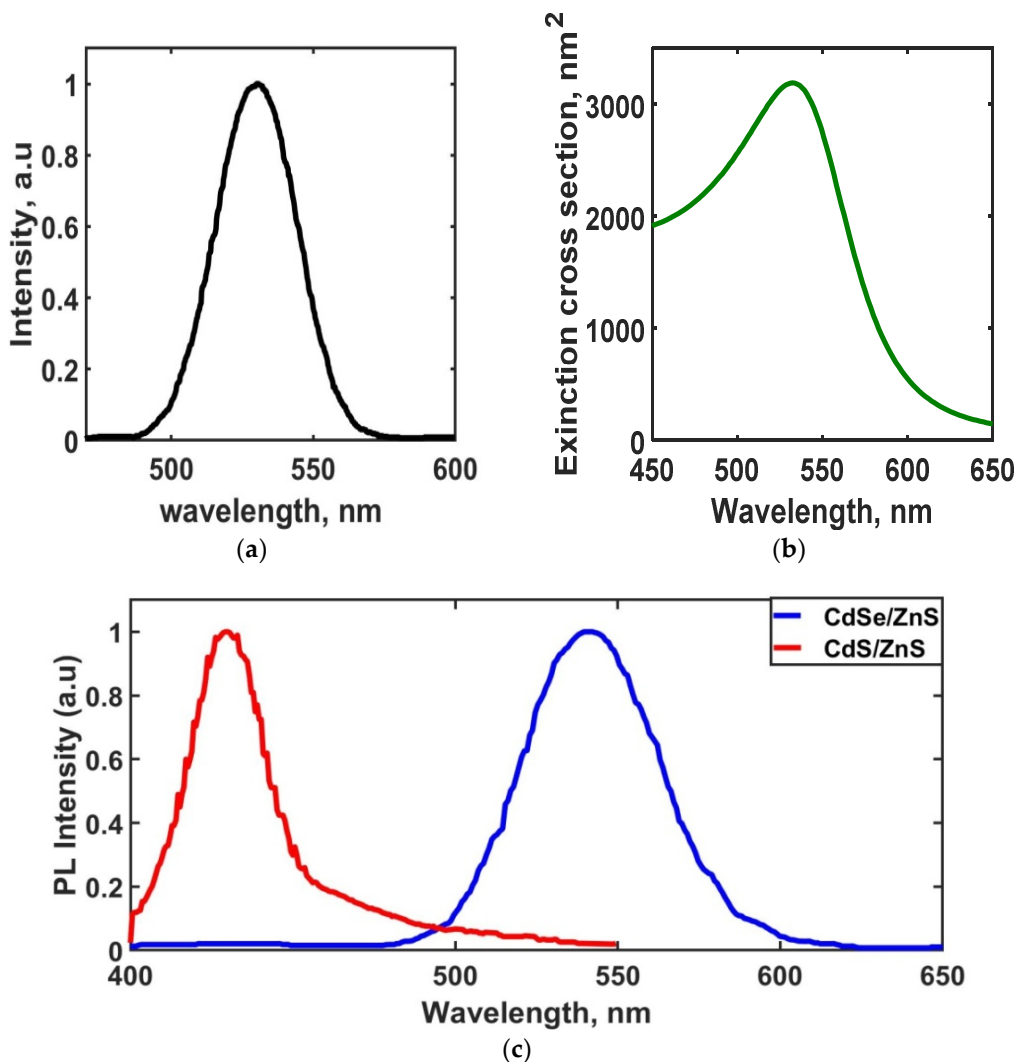 Intensity, a.u
1
0.8
0.6
0.4
0.2
0
500
550
600
wavelength, nm
(a)
Exinction cross section, nm2
3000
2000
1000
0
450
500
550
600
650
Wavelength, nm
(b)
PL Intensity (a.u)
1
0.8
0.6
0.4
0.2
0
CdSe/ZnS
CdS/ZnS
400
500
550
600
650
Wavelength, nm
(c)